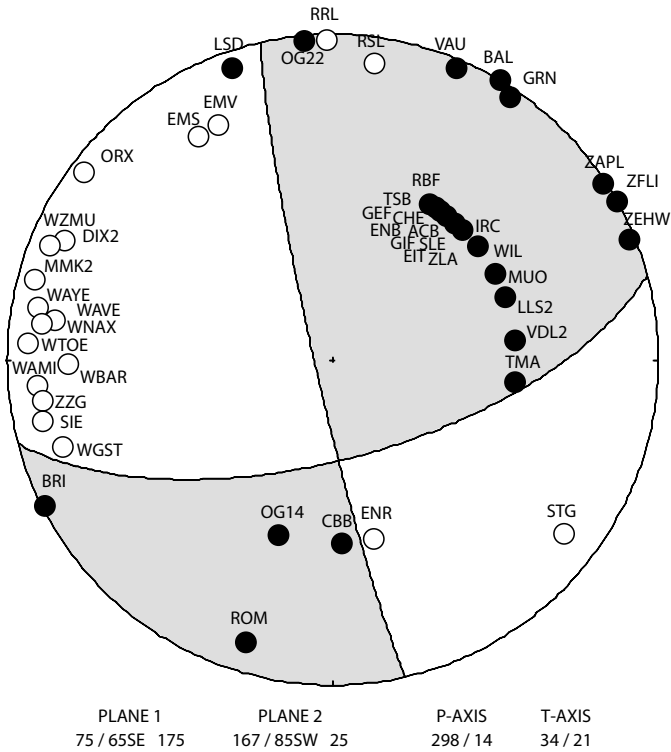 RRL
LSD
OG22
RSL
VAU
BAL
GRN
EMV
EMS
ORX
ZAPL
ZFLI
ZEHW
RBF
TSB
GEF CHE
IRC
ENB ACB
GIF SLE
EIT ZLA
WIL
WZMU
DIX2
MMK2
MUO
LLS2
WAYE
WAVE
WNAX
WTOE
VDL2
WAMI
WBAR
TMA
ZZG
SIE
WGST
BRI
OG14
CBB
ENR
STG
ROM
PLANE 1 PLANE 2 P-AXIS T-AXIS
75 / 65SE 175 167 / 85SW 25 298 / 14 34 / 21